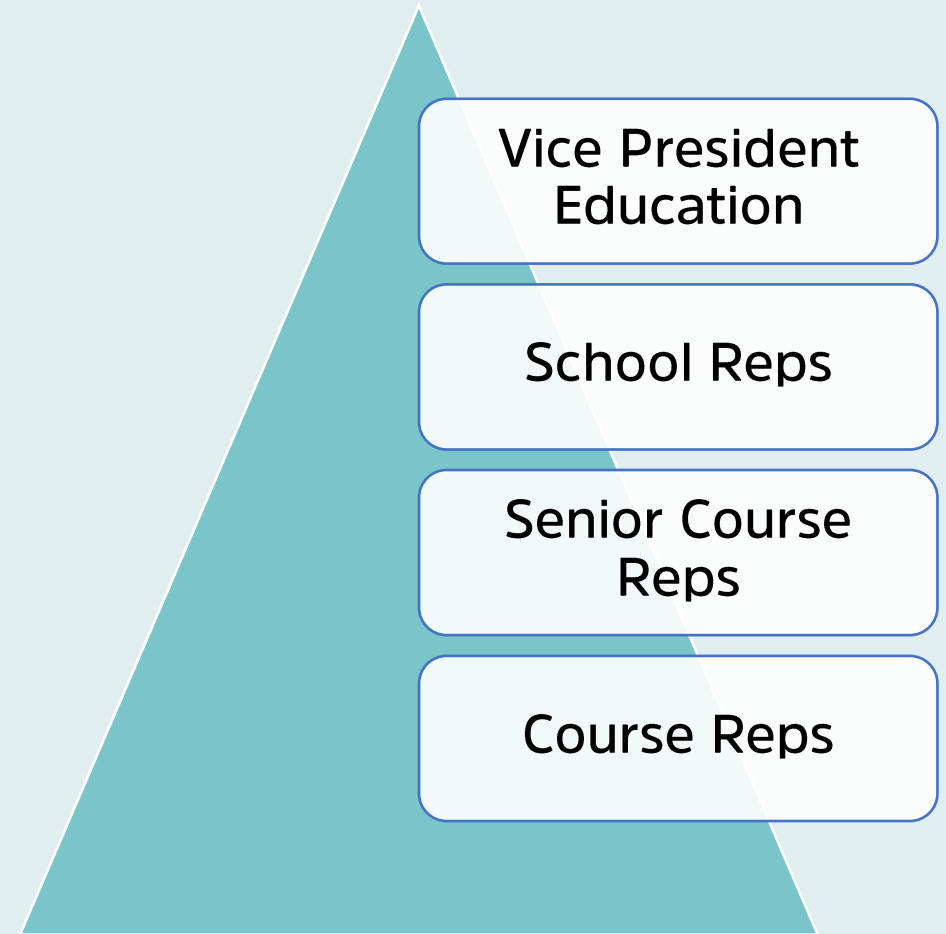 Vice President
Education
School Reps
Senior Course
Reps
Course Reps